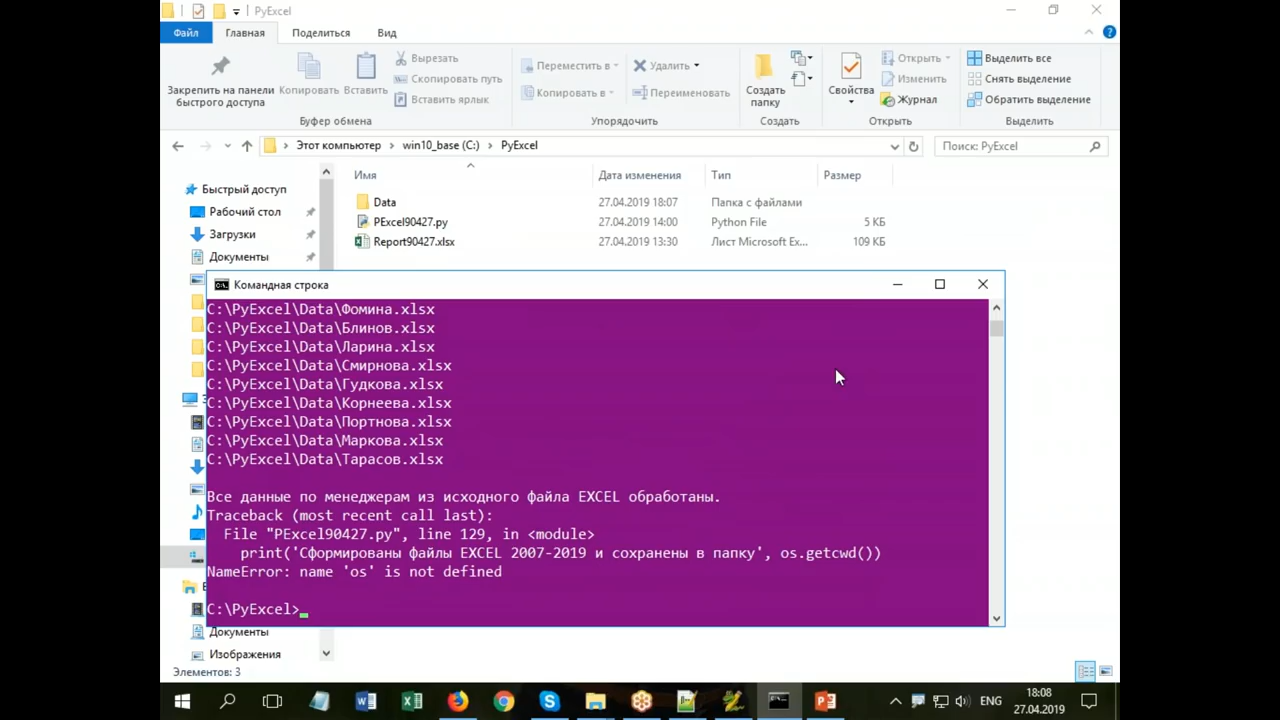 PyExcel
Файл Главная Поделиться Вид
Закрепить на панели быстрого доступа
Копировать
Вставить
Вырезать
Скопировать путь
Вставить ярлык
Переместить в
Копировать в
Удалить
Переименовать
Создать папку
Свойства
Открыть
Изменить
Журнал
Выделить все
Снять выделение
Обратить выделение
Буфер обмена Упорядочить Создать Открыть Выделить
Этот компьютер > win10_base (C:) > PyExcel
Поиск: PyExcel
Имя Дата изменения Тип Размер
Быстрый доступ
Рабочий стол
Загрузки
Документы
Data 27.04.2019 18:07 Папка с файлами
PExcel90427.py 27.04.2019 14:00 Python File 5 КБ
Report90427.xlsx 27.04.2019 13:30 Лист Microsoft Ex... 109 КБ
Командная строка
C:\PyExcel\Data\Фомина.xlsx
C:\PyExcel\Data\Блинов.xlsx
C:\PyExcel\Data\Ларина.xlsx
C:\PyExcel\Data\Смирнова.xlsx
C:\PyExcel\Data\Гудкова.xlsx
C:\PyExcel\Data\Корнеева.xlsx
C:\PyExcel\Data\Портнова.xlsx
C:\PyExcel\Data\Маркова.xlsx
C:\PyExcel\Data\Тарасов.xlsx
Все данные по менеджерам из исходного файла EXCEL обработаны.
Traceback (most recent call last):
File "PExcel90427.py", line 129, in <module>
print('Сформированы файлы EXCEL 2007-2019 и сохранены в папку', os.getcwd())
NameError: name 'os' is not defined
C:\PyExcel>
Документы
Изображения
Элементов: 3
ENG
18:08
27.04.2019